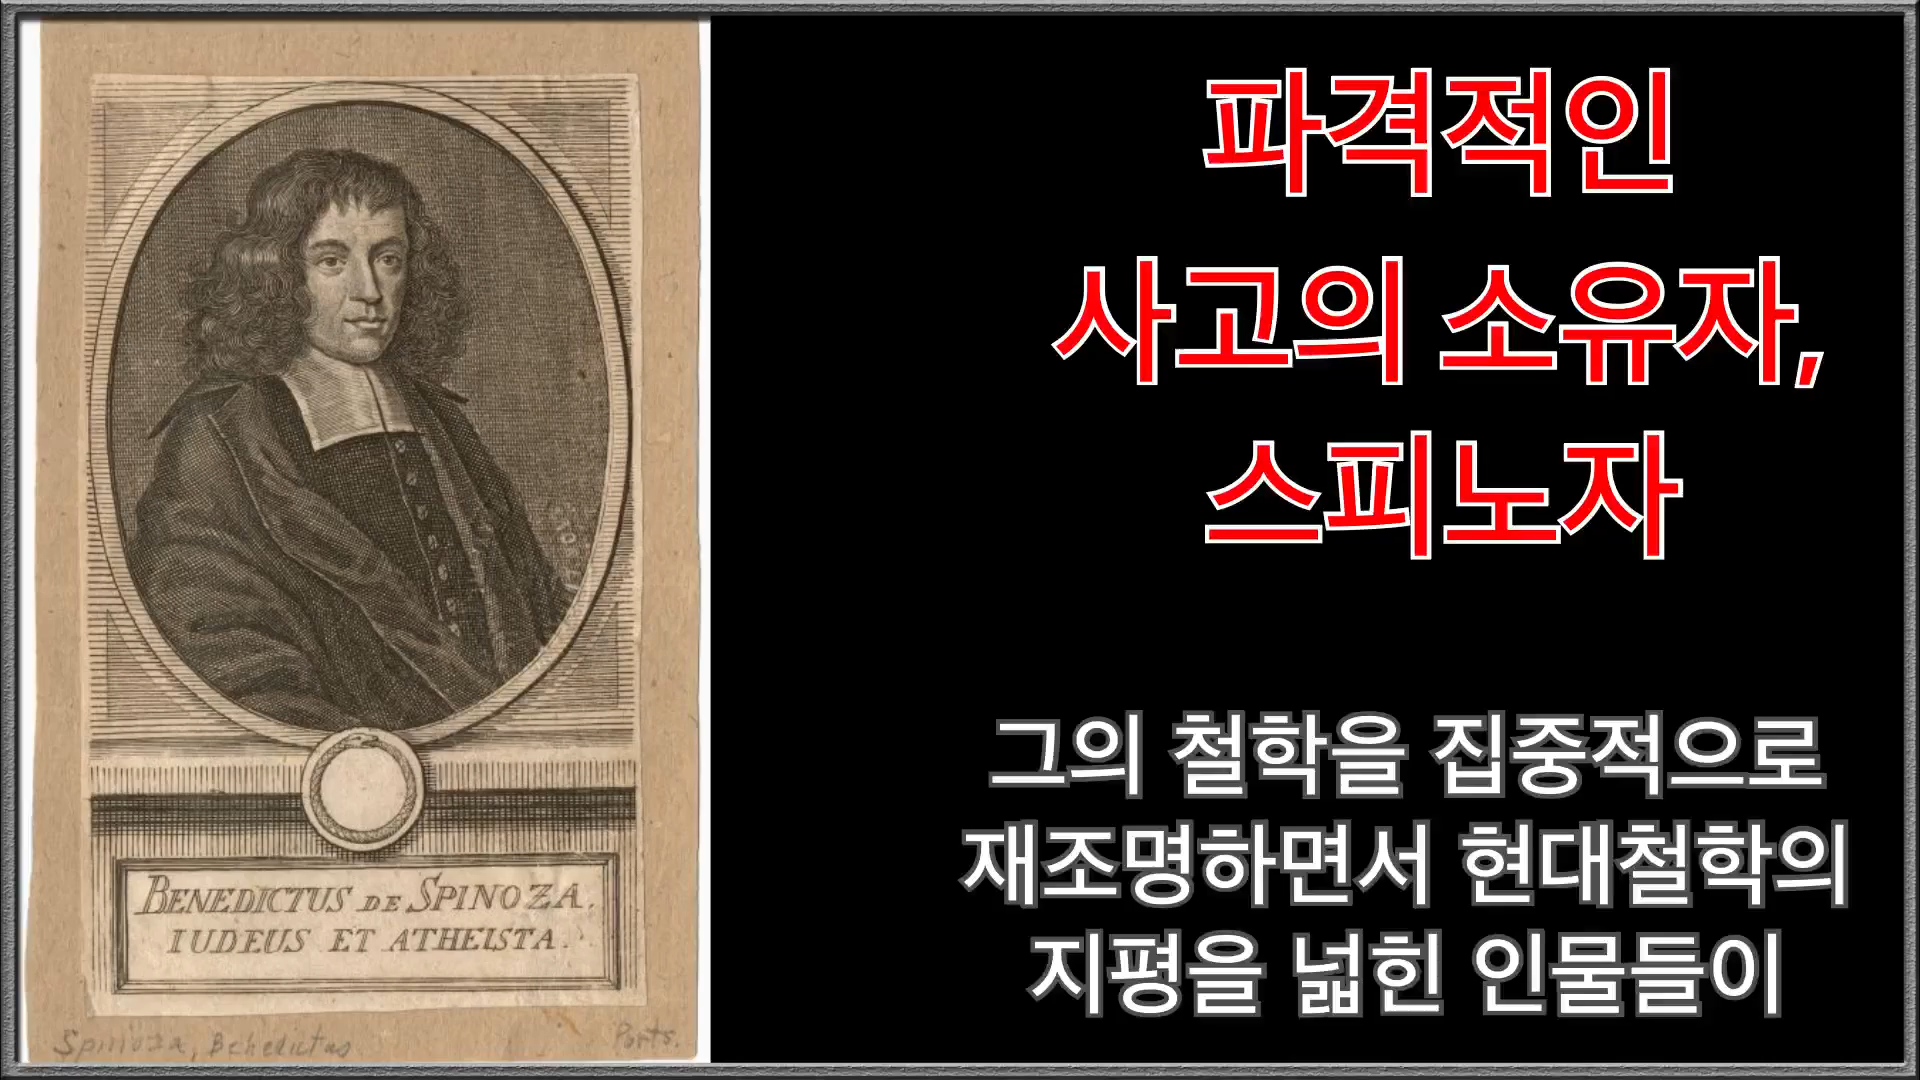 파격적인
사고의 소유자,
스피노자
그의 철학을 집중적으로
재조명하면서 현대철학의
지평을 넓힌 인물들이
BENEDICTUS DE SPINOZA.
IUDEUS ET ATHEISTA.
Spinoza, Benedictus
Ports.